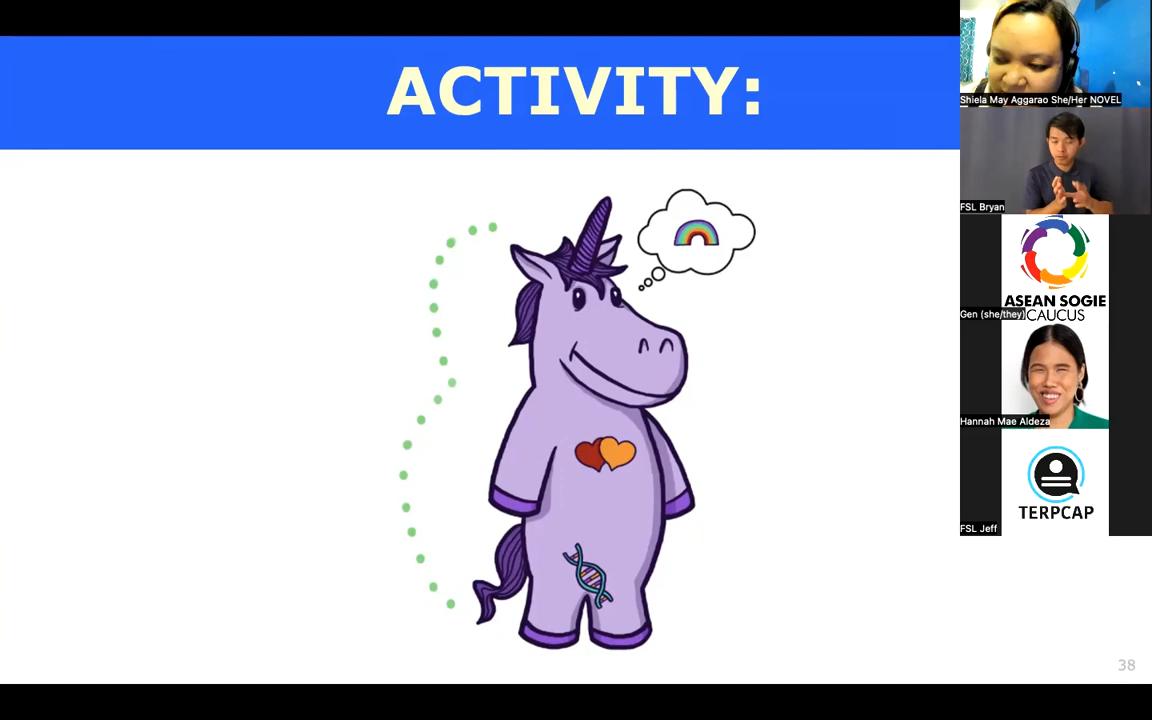 ACTIVITY:
Shiela May Aggarao She/Her NOVEL
FSL Bryan
ASEAN SOGIE
CAUCUS
Gen (she/they)
Hannah Mae Aldeza
TERPCAP
FSL Jeff
38